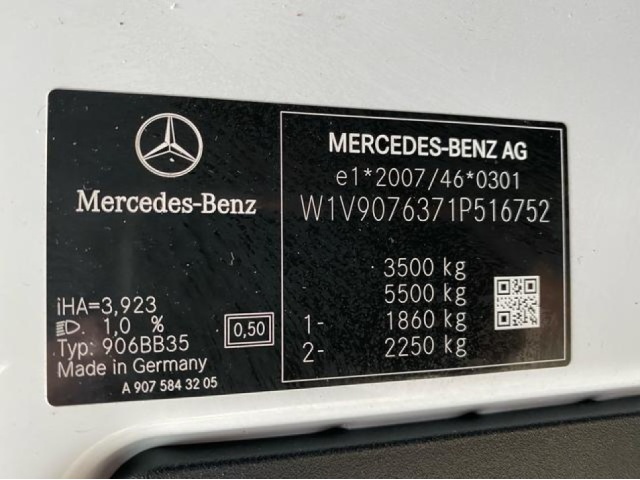 Mercedes-Benz
iHA=3,923
1,0 %
0,50
Typ: 906BB35
Made in Germany
A 907 584 32 05
MERCEDES-BENZ AG
e1*2007/46*0301
W1V9076371P516752
3500 kg
5500 kg
1- 1860 kg
2- 2250 kg